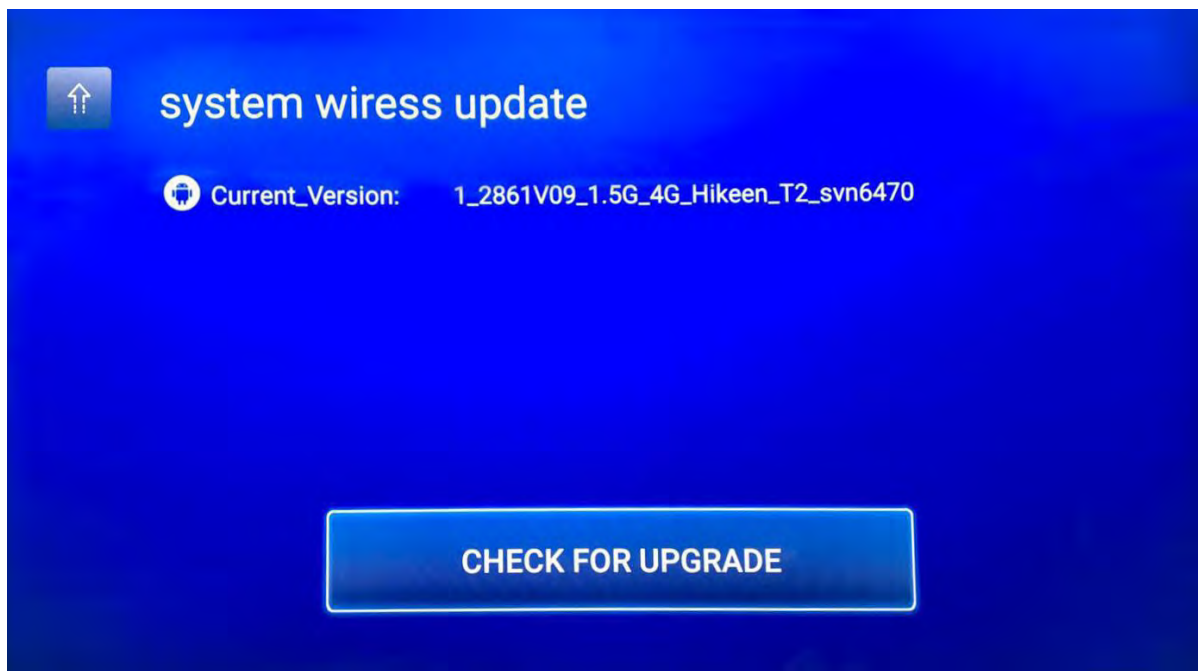 system wiress update
Current_Version: 1_2861V09_1.5G_4G_Hikeen_T2_svn6470
CHECK FOR UPGRADE